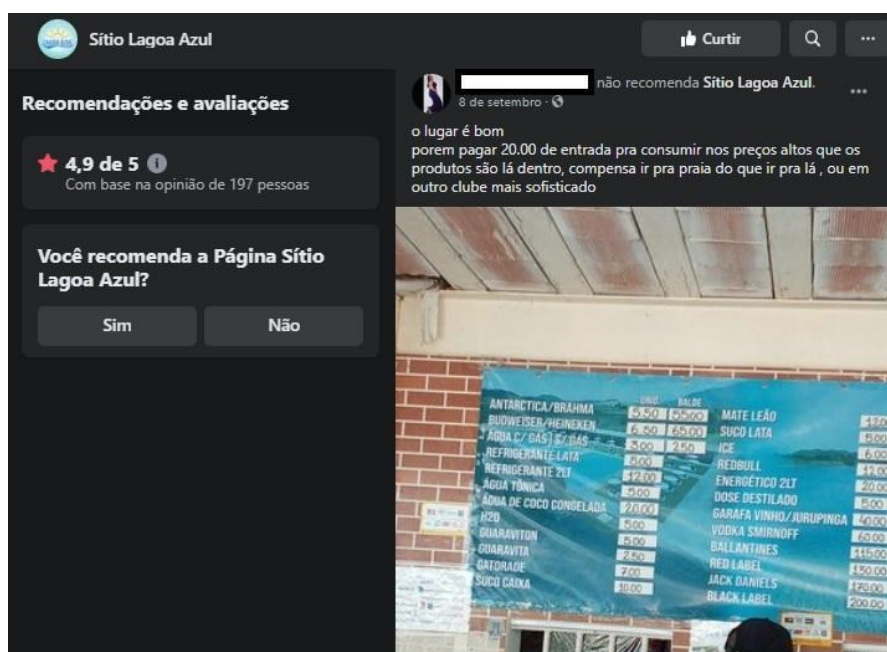 Sítio Lagoa Azul
Curtir
Recomendações e avaliações
4,9 de 5
Com base na opinião de 197 pessoas
Você recomenda a Página Sítio
Lagoa Azul?
Sim
Não
não recomenda Sítio Lagoa Azul.
8 de setembro
o lugar é bom
porem pagar 20.00 de entrada pra consumir nos preços altos que os
produtos são lá dentro, compensa ir pra praia do que ir pra lá , ou em
outro clube mais sofisticado
UNID. BALDE
ANTARCTICA/BRAHMA 5.50 55.00
BUDWEISER/HEINEKEN 6.50 65.00
ÁGUA C/ GÁS | S/ GÁS 3.00 2.50
REFRIGERANTE LATA 5.00
REFRIGERANTE 2LT 12.00
ÁGUA TÔNICA 5.00
ÁGUA DE COCO CONGELADA 20.00
H2O 5.00
GUARAVITON 5.00
GUARAVITA 2.50
GATORADE 7.00
SUCO CAIXA 10.00
MATE LEÃO 12.00
SUCO LATA 5.00
ICE 6.00
REDBULL 12.00
ENERGÉTICO 2LT 20.00
DOSE DESTILADO 5.00
GARAFA VINHO/JURUPINGA 40.00
VODKA SMIRNOFF 60.00
BALLANTINES 115.00
RED LABEL 150.00
JACK DANIELS 170.00
BLACK LABEL 200.00